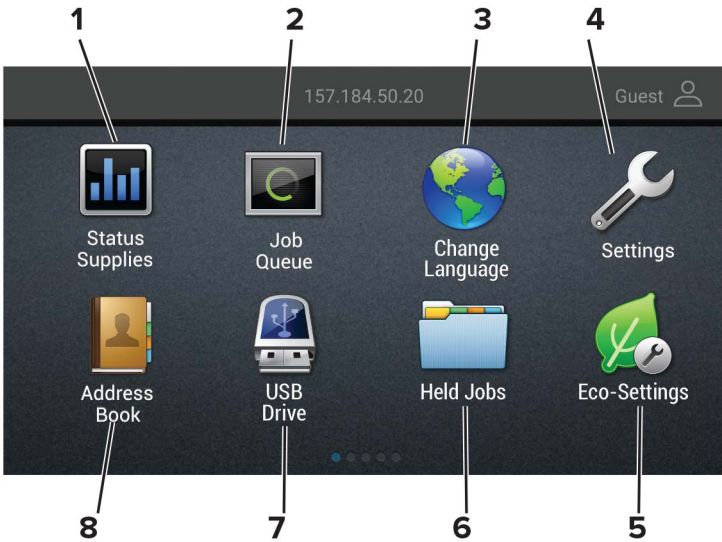 1 2 3 4
157.184.50.20 Guest
Status
Supplies
Job
Queue
Change
Language
Settings
Address
Book
USB
Drive
Held Jobs
Eco-Settings
8 7 6 5